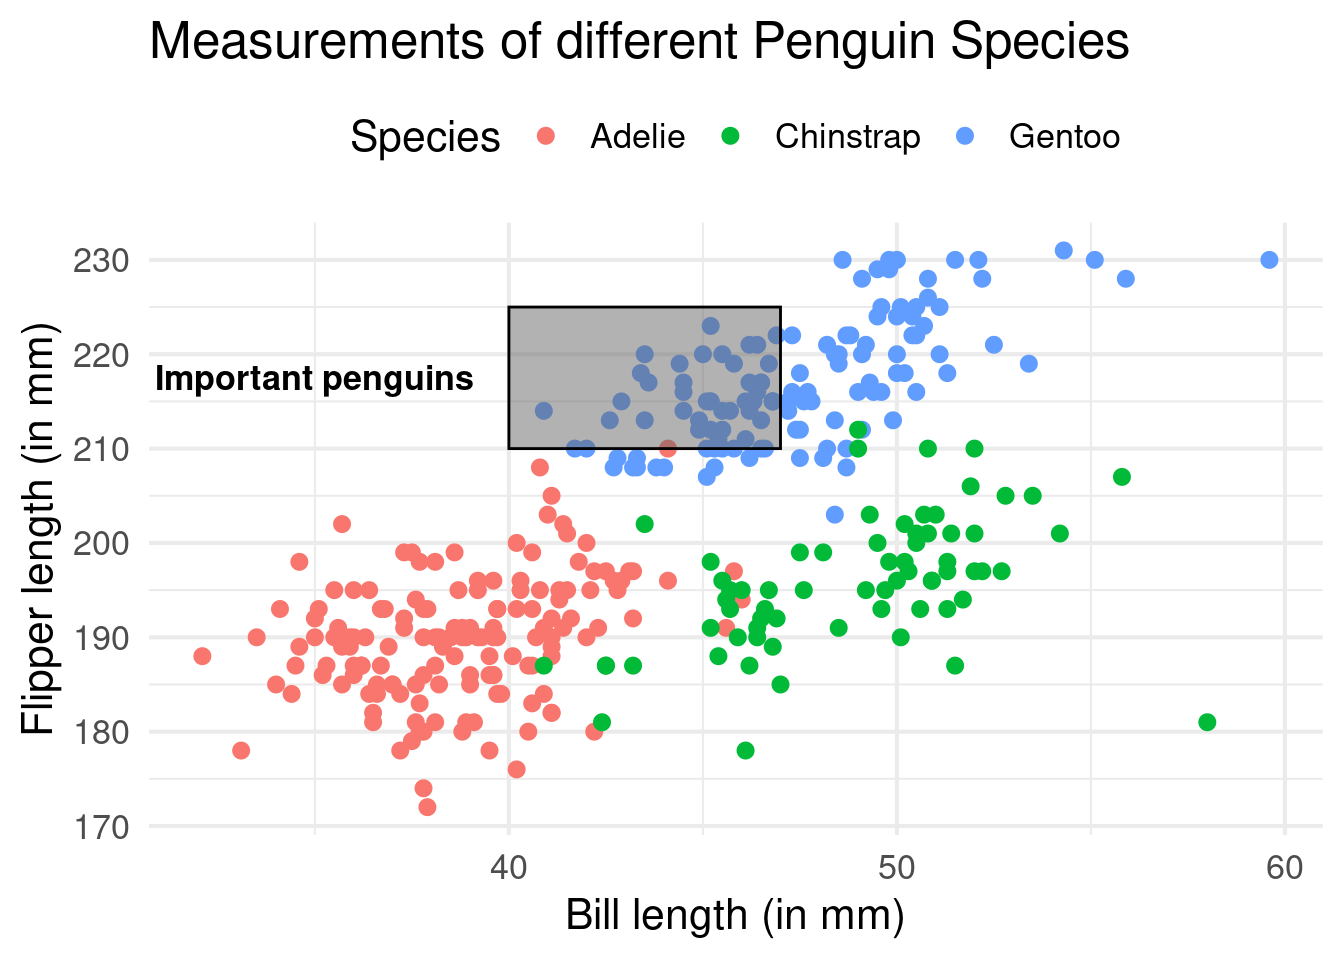 Measurements of different Penguin Species
Species Adelie Chinstrap Gentoo
230
220
210
200
190
180
170
Flipper length (in mm)
Important penguins
40 50 60
Bill length (in mm)